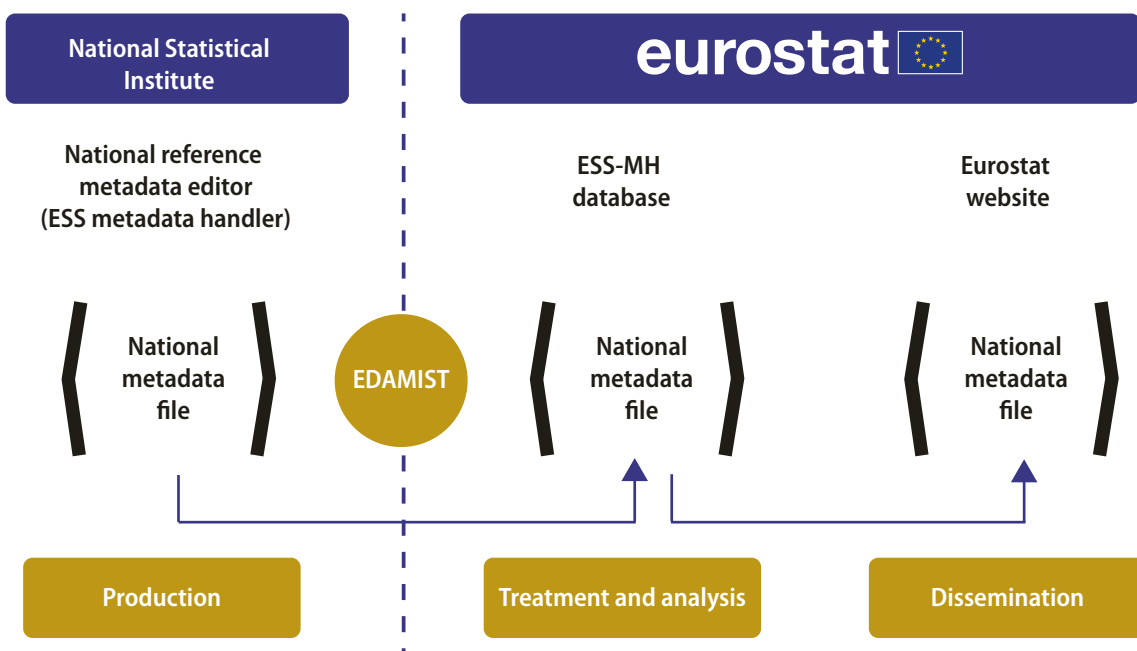 National Statistical
Institute
eurostat
National reference
metadata editor
(ESS metadata handler)
ESS-MH
database
Eurostat
website
National
metadata
file
EDAMIST
National
metadata
file
National
metadata
file
Production
Treatment and analysis
Dissemination